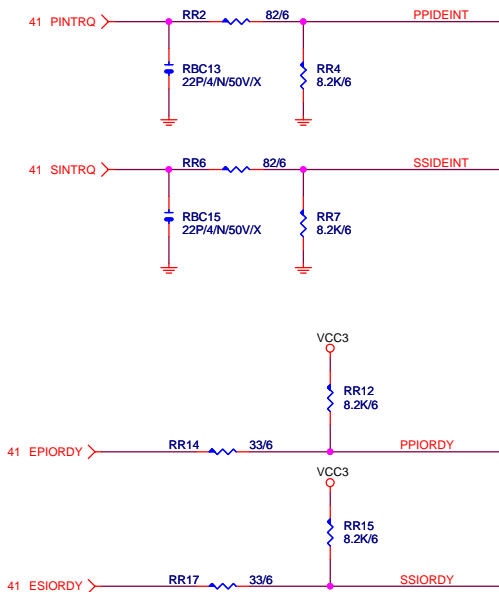 41 PINTRQ RR2 82/6 PPIDEINT
RBC13 RR4
22P/4/N/50V/X 8.2K/6
41 SINTRQ RR6 82/6 SSIDEINT
RBC15 RR7
22P/4/N/50V/X 8.2K/6
VCC3
RR12
8.2K/6
41 EPIORDY RR14 33/6 PPIORDY
VCC3
RR15
8.2K/6
41 ESIORDY RR17 33/6 SSIORDY